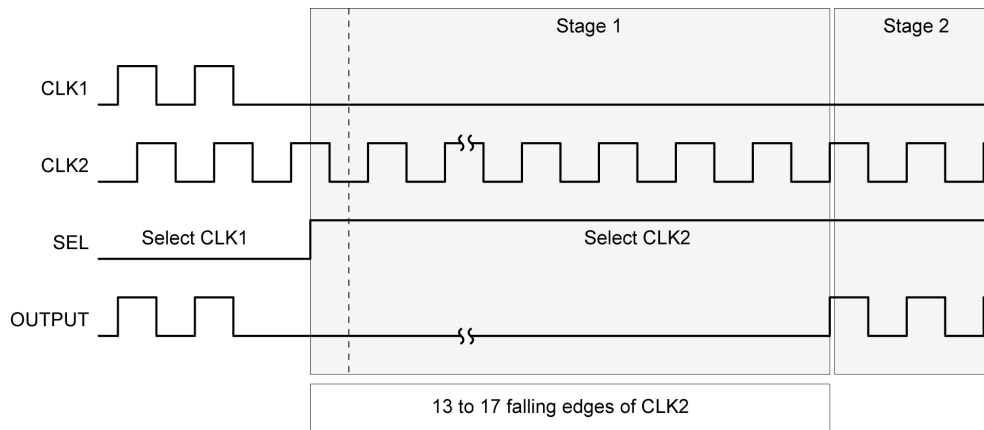 Stage 1
Stage 2
CLK1
CLK2
SEL
Select CLK1
Select CLK2
OUTPUT
13 to 17 falling edges of CLK2